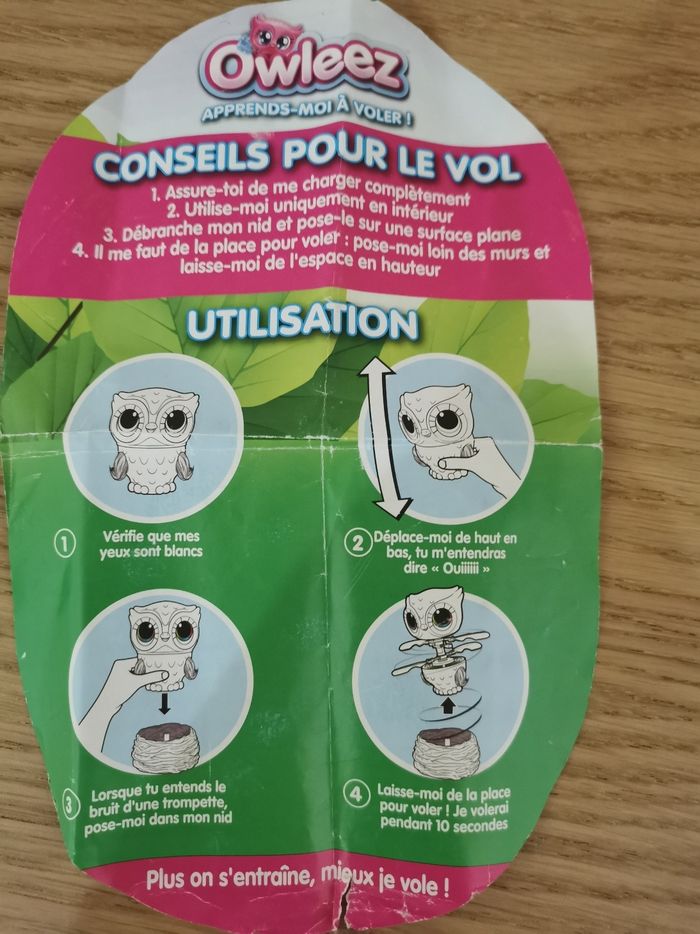 Owleez
APPRENDS-MOI À VOLER !
CONSEILS POUR LE VOL
1. Assure-toi de me charger complètement
2. Utilise-moi uniquement en intérieur
3. Débranche mon nid et pose-le sur une surface plane
4. Il me faut de la place pour voler : pose-moi loin des murs et
laisse-moi de l'espace en hauteur
UTILISATION
1 Vérifie que mes
yeux sont blancs
2 Déplace-moi de haut en
bas, tu m'entendras
dire « Ouiiiiii »
3 Lorsque tu entends le
bruit d'une trompette,
pose-moi dans mon nid
4 Laisse-moi de la place
pour voler ! Je volerai
pendant 10 secondes
Plus on s'entraîne, mieux je vole !